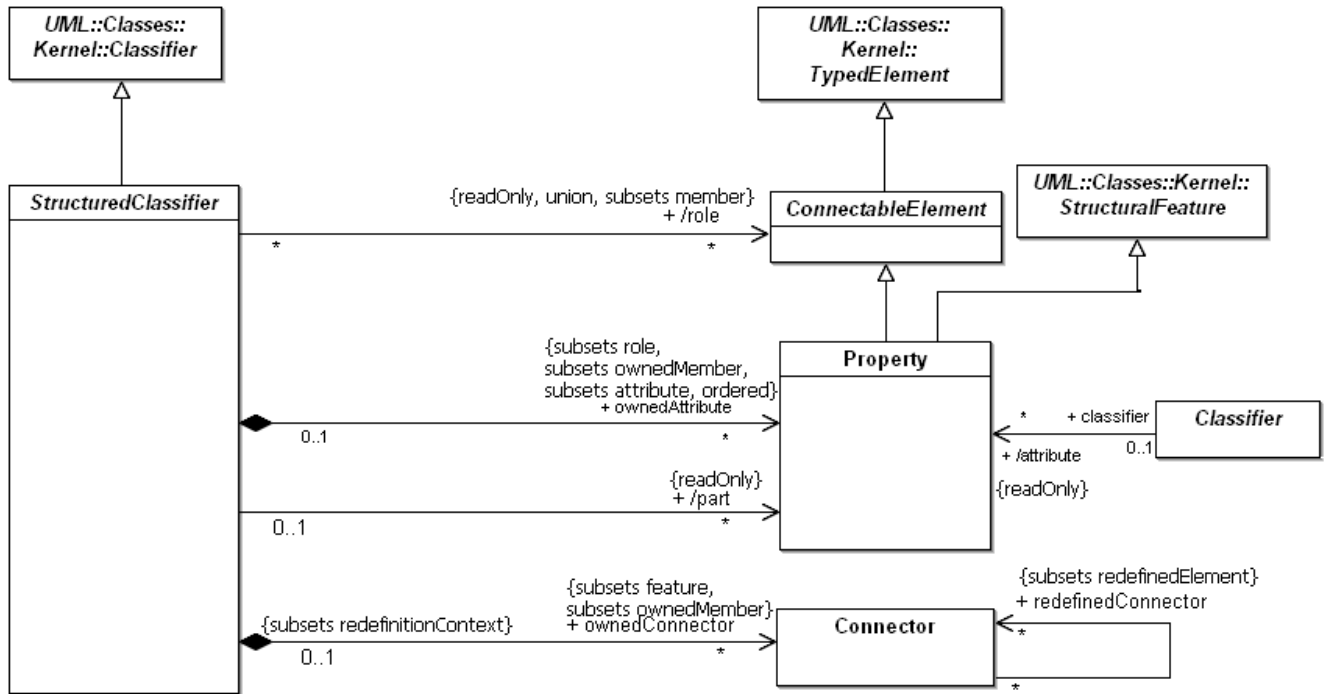 UML::Classes::
Kernel::Classifier
UML::Classes::
Kernel::
TypedElement
StructuredClassifier
{readOnly, union, subsets member}
+ /role
*
*
ConnectableElement
UML::Classes::Kernel::
StructuralFeature
{subsets role,
subsets ownedMember,
subsets attribute, ordered}
+ ownedAttribute
0..1
*
Property
*
+ classifier
+ /attribute
0..1
{readOnly}
Classifier
{readOnly}
+ /part
0..1
*
{subsets feature,
subsets ownedMember}
{subsets redefinitionContext}
+ ownedConnector
0..1
*
Connector
{subsets redefinedElement}
+ redefinedConnector
*
*